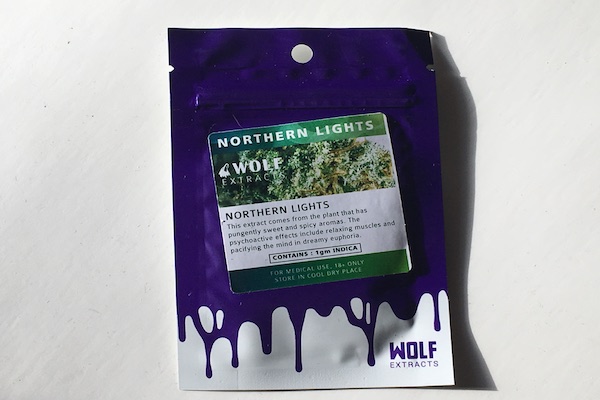 NORTHERN LIGHTS
WOLF
EXTRACTS
NORTHERN LIGHTS
This extract comes from the plant that has
pungently sweet and spicy aromas. The
psychoactive effects include relaxing muscles and
pacifying the mind in dreamy euphoria.
CONTAINS : 1gm INDICA
FOR MEDICAL USE, 18+ ONLY
STORE IN COOL DRY PLACE
WOLF
EXTRACTS